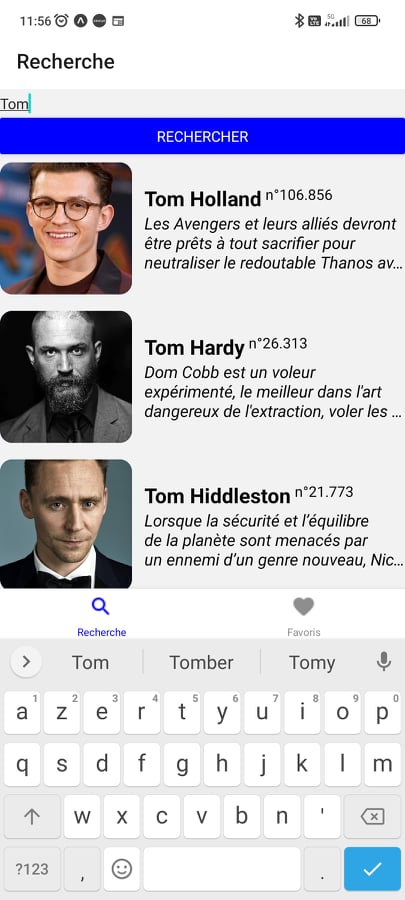 11:56
5G
68
Recherche
Tom
RECHERCHER
Tom Holland n°106.856
Les Avengers et leurs alliés devront
être prêts à tout sacrifier pour
neutraliser le redoutable Thanos av...
Tom Hardy n°26.313
Dom Cobb est un voleur
expérimenté, le meilleur dans l'art
dangereux de l'extraction, voler les ...
Tom Hiddleston n°21.773
Lorsque la sécurité et l'équilibre
de la planète sont menacés par
un ennemi d'un genre nouveau, Nic...
Recherche Favoris
Tom Tomber Tomy
1 2 3 4 5 6 7 8 9 0
a z e r t y u i o p
q s d f g h j k l m
w x c v b n '
?123 , .